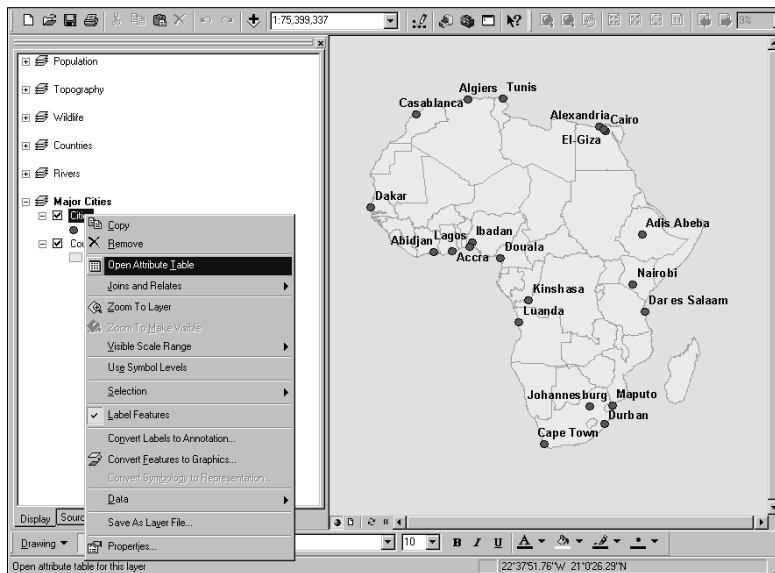 1:75,399,337
9%
Population
Topography
Wildlife
Countries
Rivers
Major Cities
Copy
Remove
Open Attribute Table
Joins and Relates
Zoom To Layer
Zoom To Make Visible
Visible Scale Range
Use Symbol Levels
Selection
Label Features
Convert Labels to Annotation...
Convert Features to Graphics...
Convert Symbology to Representation...
Data
Save As Layer File...
Properties...
Algiers
Tunis
Casablanca
Alexandria
Cairo
El-Giza
Dakar
Adis Abeba
Lagos
Ibadan
Abidjan
Accra
Douala
Nairobi
Kinshasa
Dar es Salaam
Luanda
Johannesburg
Maputo
Durban
Cape Town
Display
Drawing
10
B I U A
Open attribute table for this layer
22°37'51.76"W 21°0'26.29"N